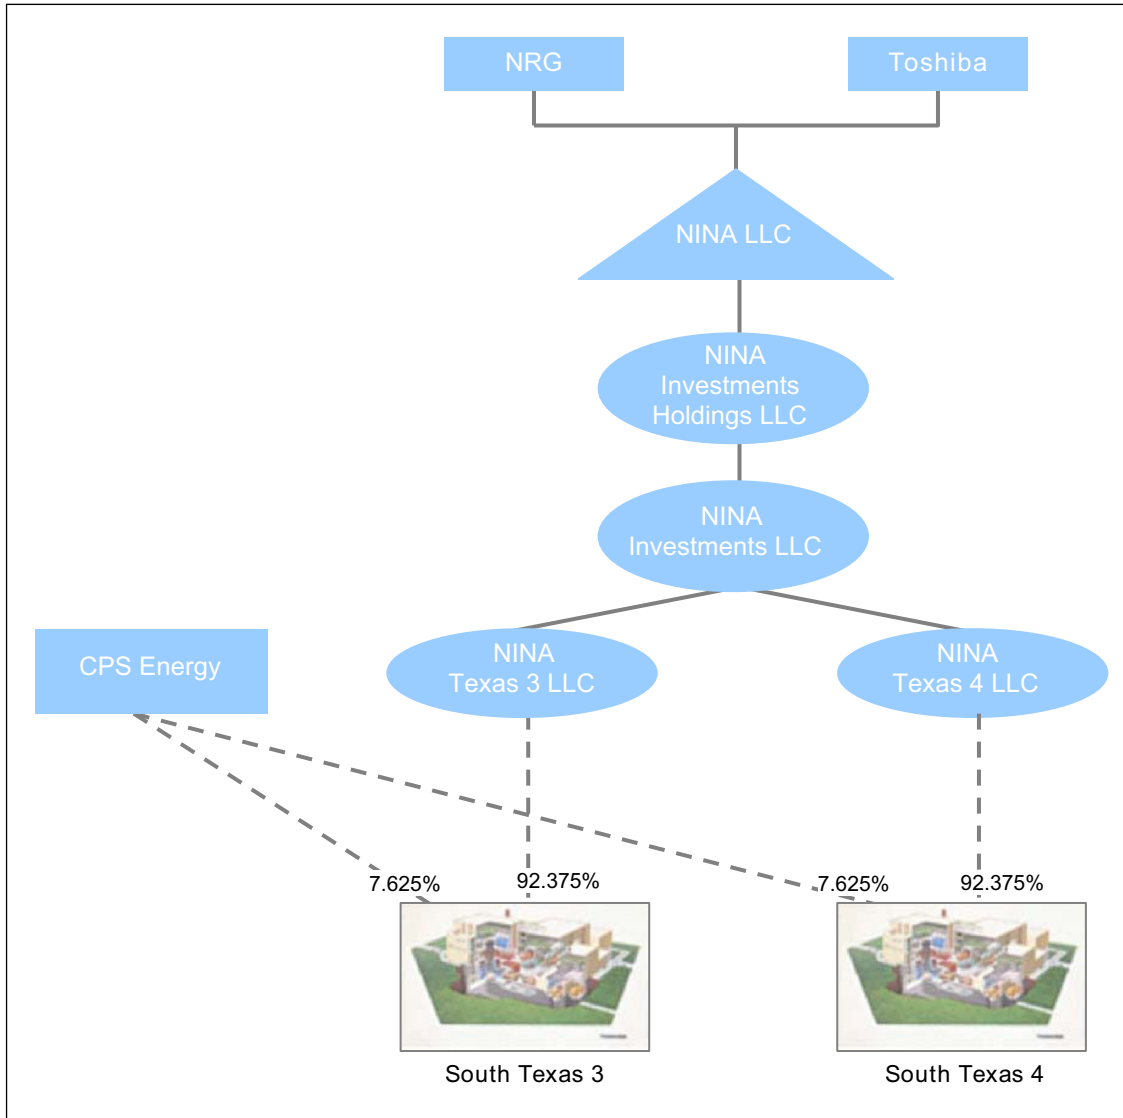 NRG
Toshiba
NINA LLC
NINA
Investments
Holdings LLC
NINA
Investments LLC
CPS Energy
NINA
Texas 3 LLC
NINA
Texas 4 LLC
7.625%
92.375%
7.625%
92.375%
South Texas 3
South Texas 4